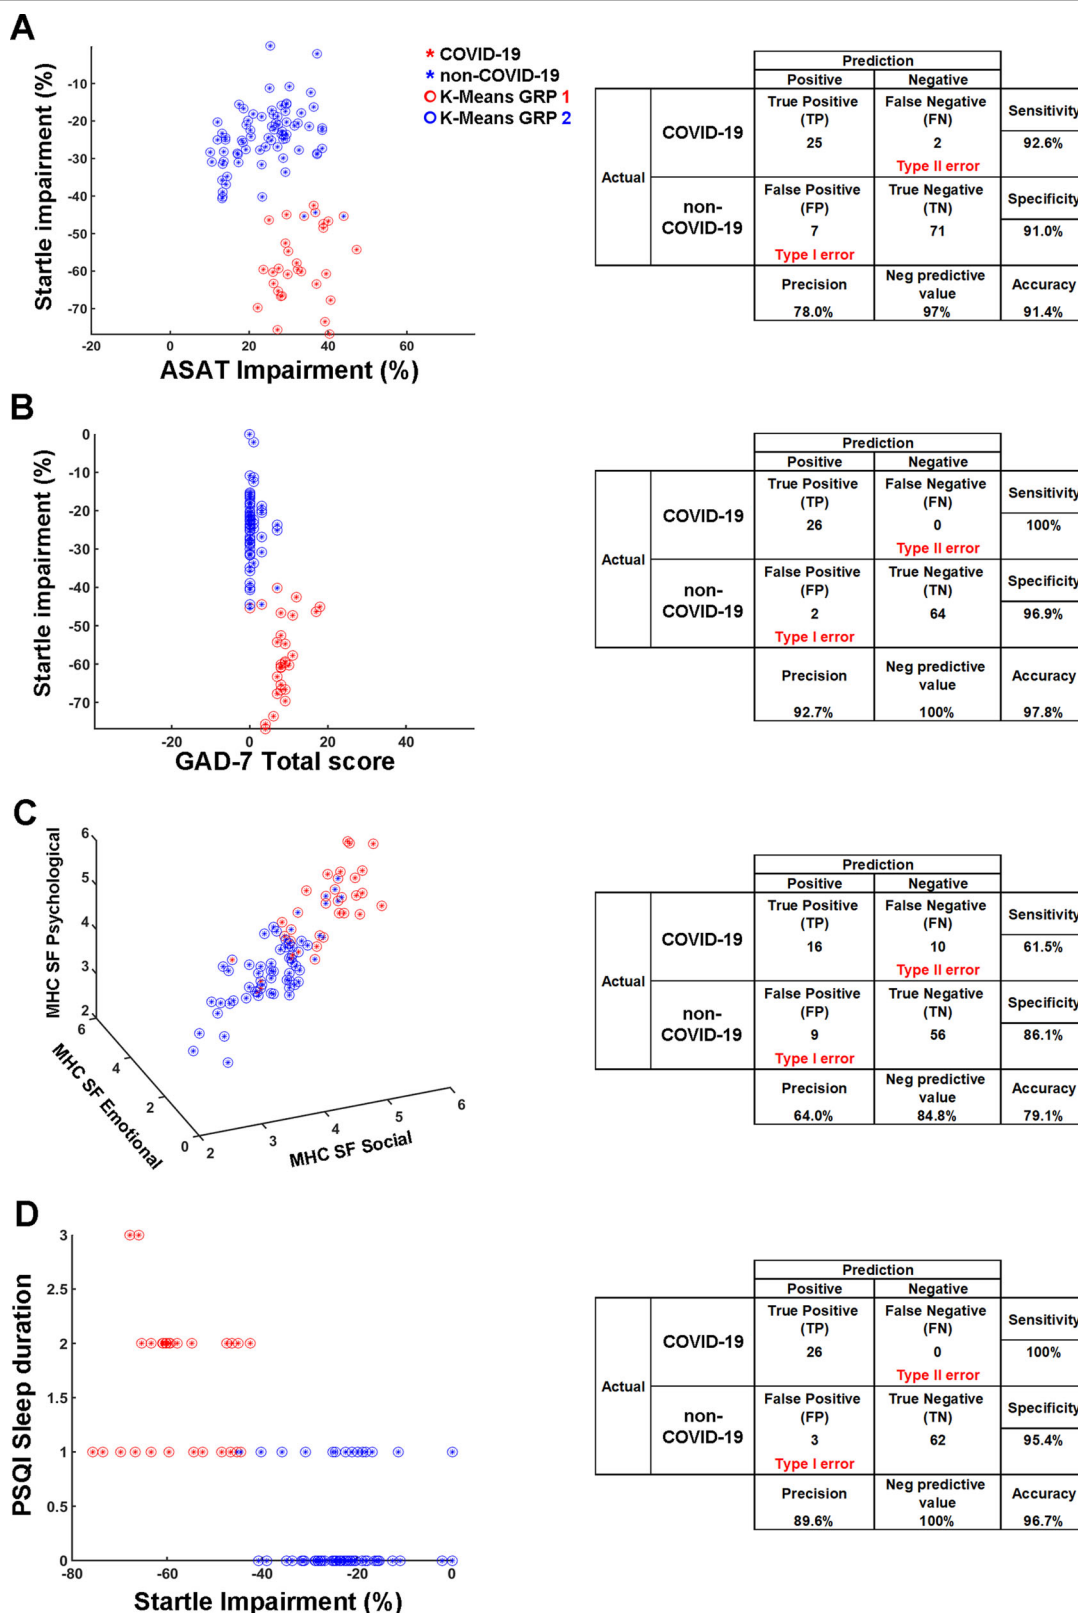 A
Startle impairment (%)
-10
-20
-30
-40
-50
-60
-70
-20 0 20 40 60
ASAT Impairment (%)
* COVID-19
* non-COVID-19
K-Means GRP 1
K-Means GRP 2
Prediction
Positive Negative
Actual
COVID-19
True Positive (TP)
25
False Negative (FN)
2
Type II error
Sensitivity
92.6%
non-COVID-19
False Positive (FP)
7
Type I error
True Negative (TN)
71
Specificity
91.0%
Precision
78.0%
Neg predictive value
97%
Accuracy
91.4%
B
Startle impairment (%)
0
-10
-20
-30
-40
-50
-60
-70
-20 0 20 40
GAD-7 Total score
Prediction
Positive Negative
Actual
COVID-19
True Positive (TP)
26
False Negative (FN)
0
Type II error
Sensitivity
100%
non-COVID-19
False Positive (FP)
2
Type I error
True Negative (TN)
64
Specificity
96.9%
Precision
92.7%
Neg predictive value
100%
Accuracy
97.8%
C
MHC SF Psychological
6
5
4
3
2
6
4
2
0
MHC SF Emotional
2 3 4 5 6
MHC SF Social
Prediction
Positive Negative
Actual
COVID-19
True Positive (TP)
16
False Negative (FN)
10
Type II error
Sensitivity
61.5%
non-COVID-19
False Positive (FP)
9
Type I error
True Negative (TN)
56
Specificity
86.1%
Precision
64.0%
Neg predictive value
84.8%
Accuracy
79.1%
D
PSQI Sleep duration
3
2.5
2
1.5
1
0.5
0
-80 -60 -40 -20 0
Startle Impairment (%)
Prediction
Positive Negative
Actual
COVID-19
True Positive (TP)
26
False Negative (FN)
0
Type II error
Sensitivity
100%
non-COVID-19
False Positive (FP)
3
Type I error
True Negative (TN)
62
Specificity
95.4%
Precision
89.6%
Neg predictive value
100%
Accuracy
96.7%